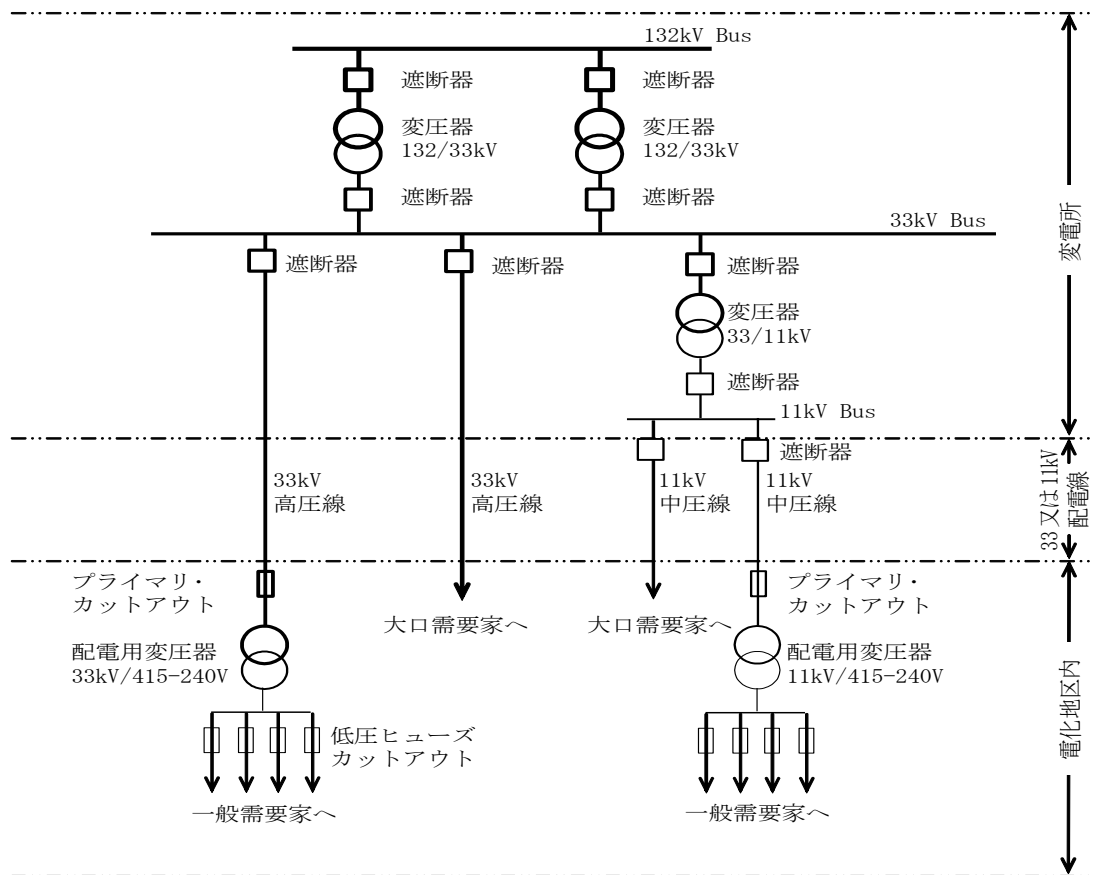 132kV Bus
遮断器
遮断器
変圧器
132/33kV
変圧器
132/33kV
遮断器
遮断器
33kV Bus
遮断器
遮断器
遮断器
変圧器
33/11kV
遮断器
11kV Bus
遮断器
変電所
33kV
高圧線
33kV
高圧線
11kV
中圧線
11kV
中圧線
33又は11kV
配電線
プライマリ・
カットアウト
大口需要家へ
大口需要家へ
プライマリ・
カットアウト
配電用変圧器
33kV/415-240V
配電用変圧器
11kV/415-240V
低圧ヒューズ
カットアウト
一般需要家へ
一般需要家へ
電化地区内